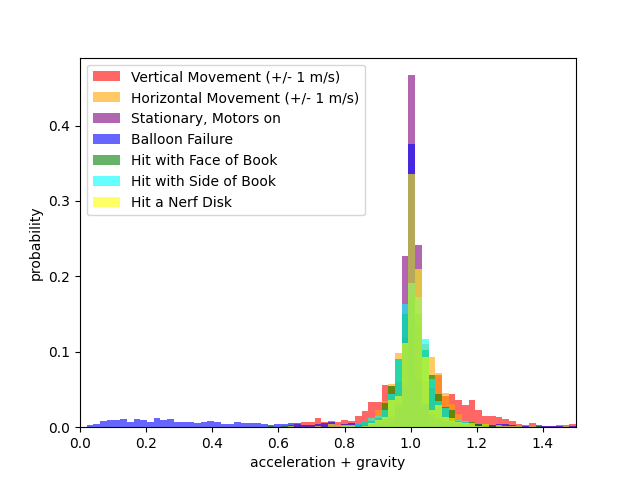 Vertical Movement (+/- 1 m/s)
Horizontal Movement (+/- 1 m/s)
Stationary, Motors on
Balloon Failure
Hit with Face of Book
Hit with Side of Book
Hit a Nerf Disk
probability
0.4
0.3
0.2
0.1
0.0
0.0 0.2 0.4 0.6 0.8 1.0 1.2 1.4
acceleration + gravity